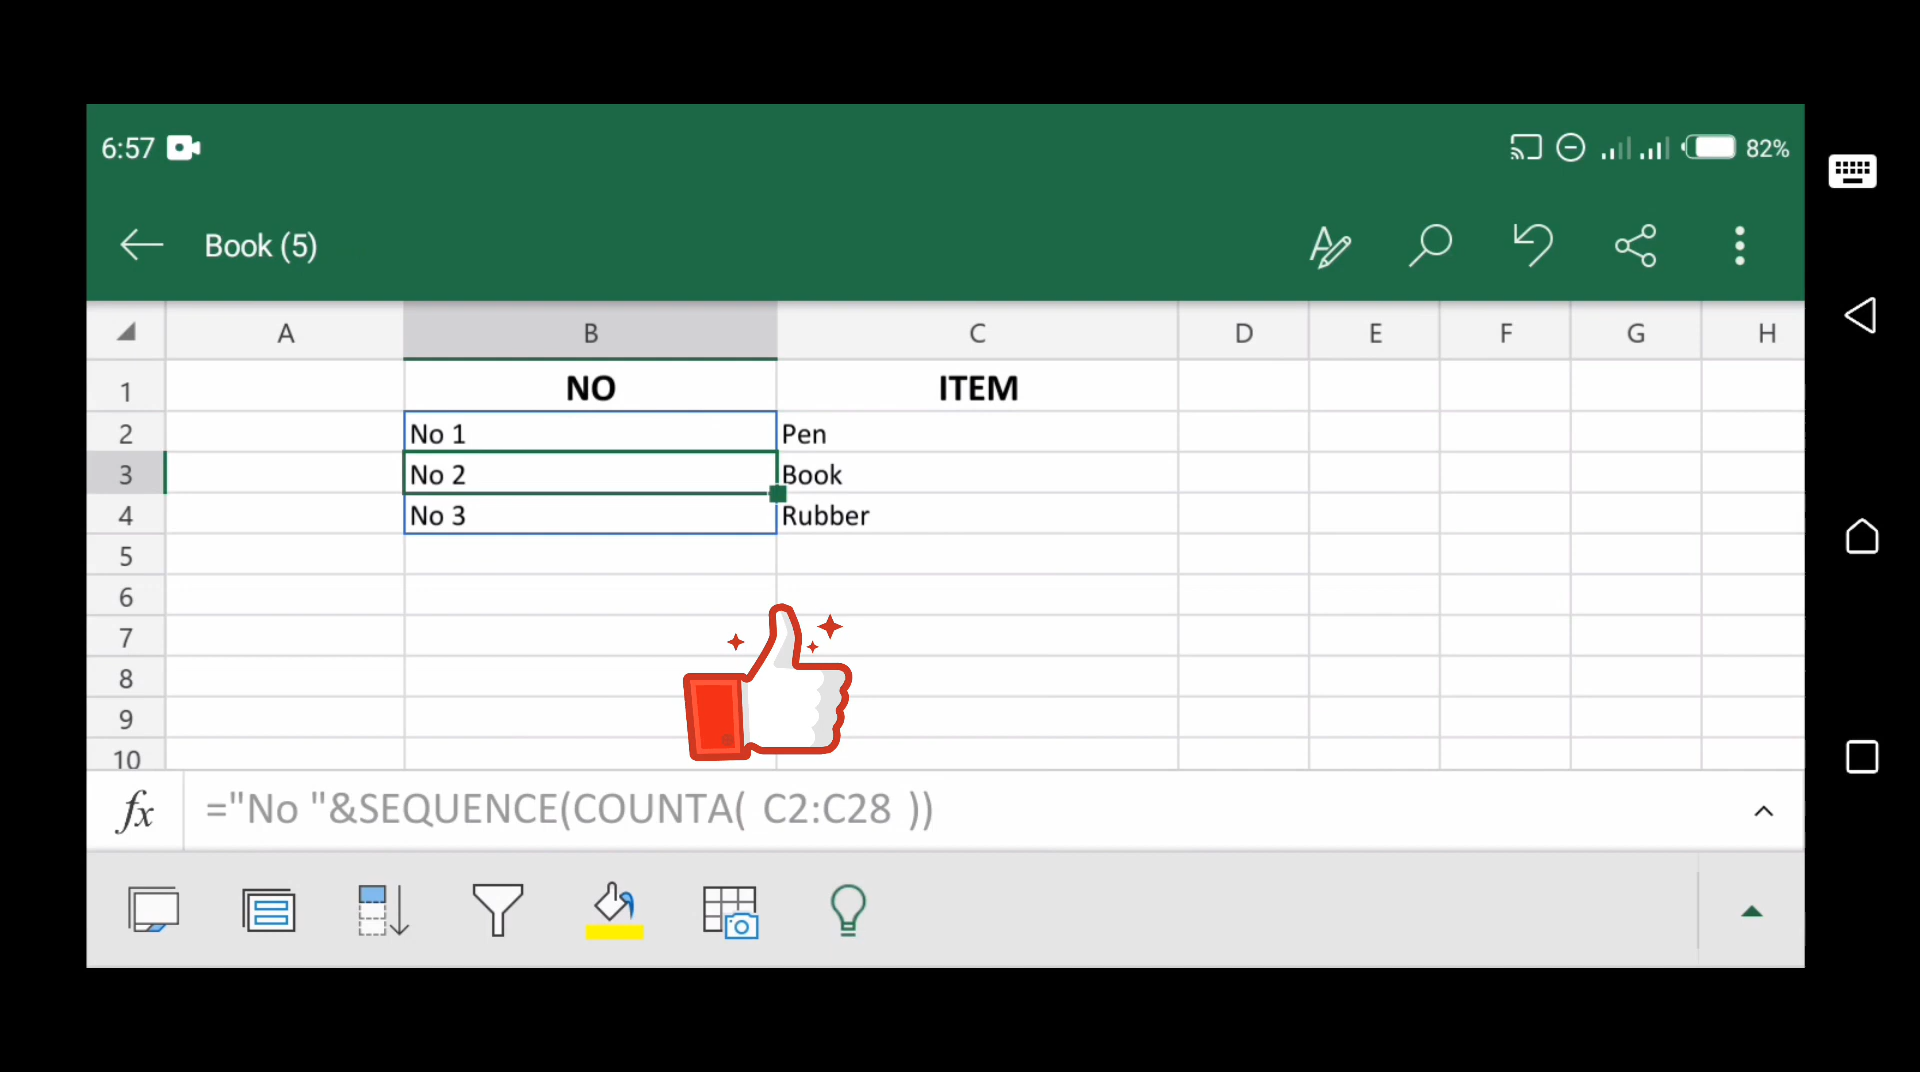 6:57 82%
Book (5)
A B C D E F G H
1 NO ITEM
2 No 1 Pen
3 No 2 Book
4 No 3 Rubber
5
6
7
8
9
10
fx ="No "&SEQUENCE(COUNTA( C2:C28 ))